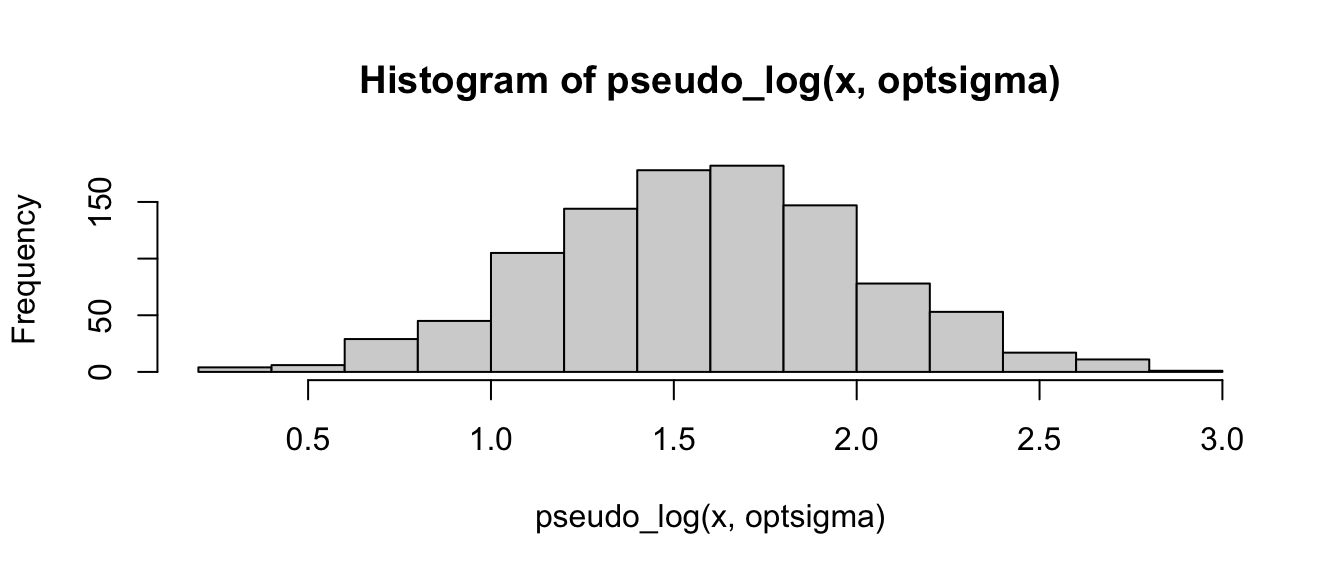 Histogram of pseudo_log(x, optsigma)
Frequency
150
50
0
0.5 1.0 1.5 2.0 2.5 3.0
pseudo_log(x, optsigma)